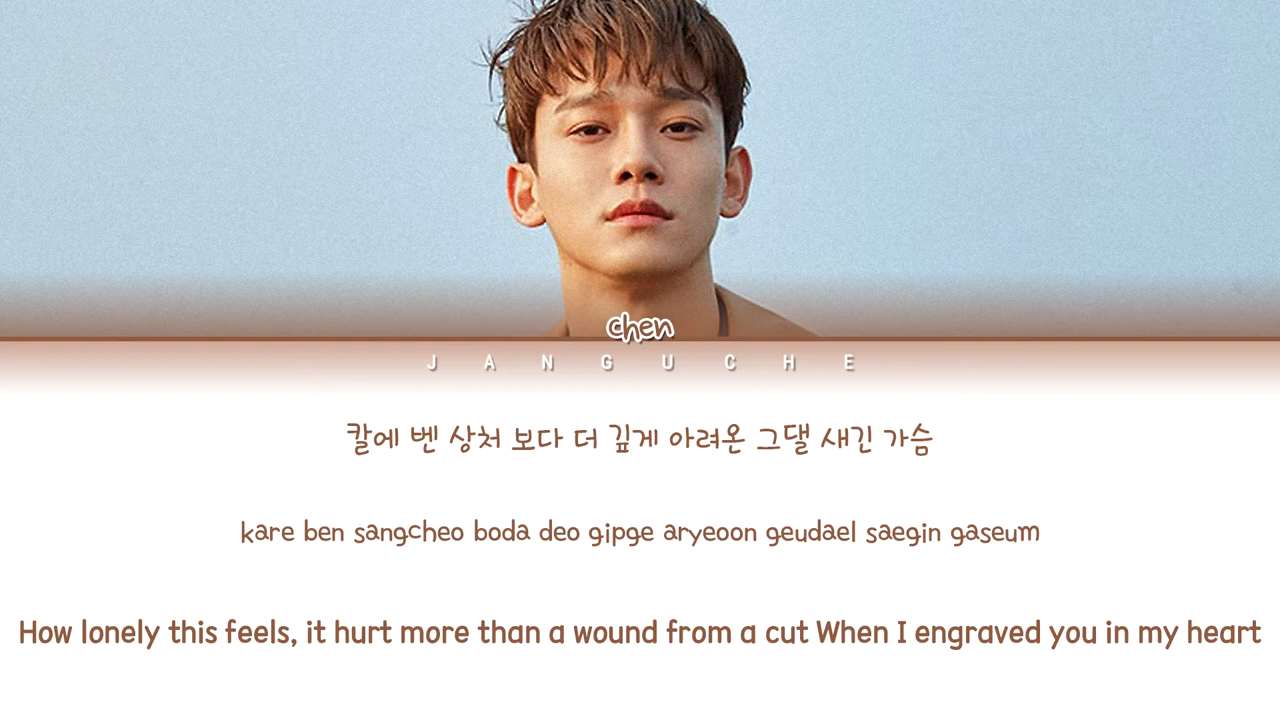 chen
JANGUCHE
칼에 벤 상처 보다 더 깊게 아려온 그댈 새긴 가슴
kare ben sangcheo boda deo gipge aryeoon geudael saegin gaseum
How lonely this feels, it hurt more than a wound from a cut When I engraved you in my heart